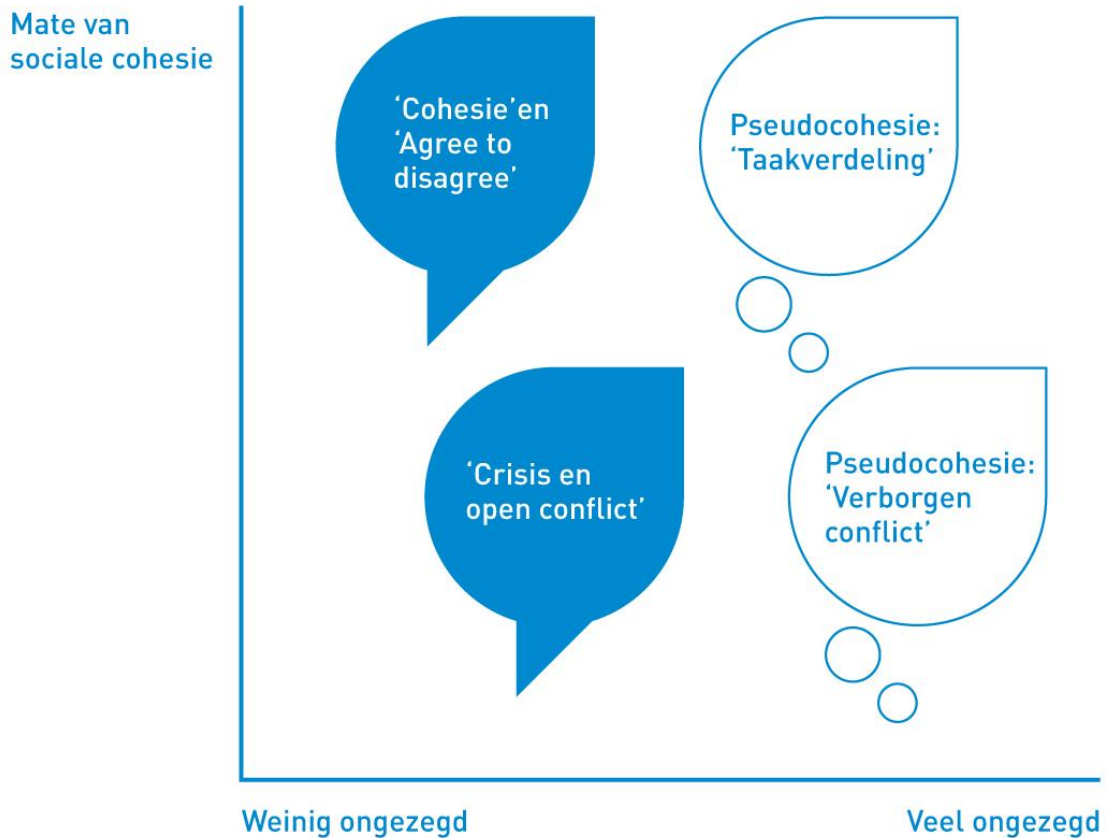 Mate van
sociale cohesie
‘Cohesie’en
‘Agree to
disagree’
Pseudocohesie:
‘Taakverdeling’
‘Crisis en
open conflict’
Pseudocohesie:
‘Verborgen
conflict’
Weinig ongezegd
Veel ongezegd